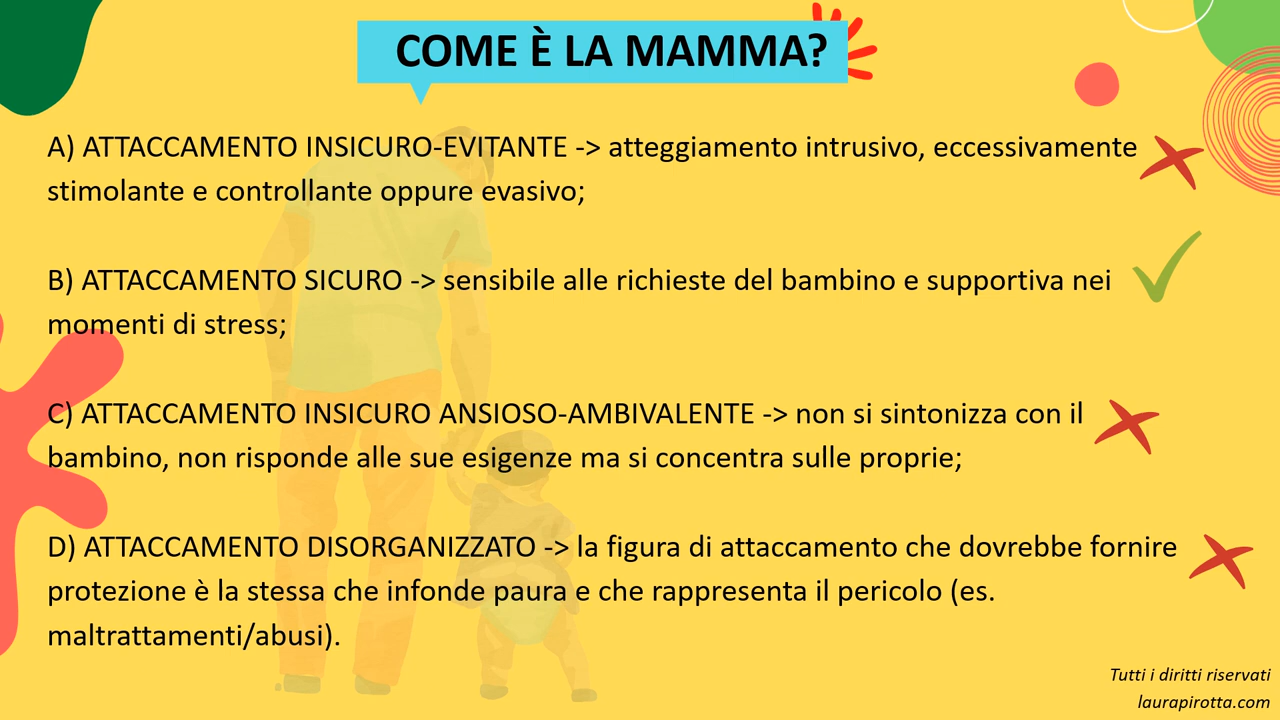 COME È LA MAMMA?
A) ATTACCAMENTO INSICURO-EVITANTE -> atteggiamento intrusivo, eccessivamente
stimolante e controllante oppure evasivo;
B) ATTACCAMENTO SICURO -> sensibile alle richieste del bambino e supportiva nei
momenti di stress;
C) ATTACCAMENTO INSICURO ANSIOSO-AMBIVALENTE -> non si sintonizza con il
bambino, non risponde alle sue esigenze ma si concentra sulle proprie;
D) ATTACCAMENTO DISORGANIZZATO -> la figura di attaccamento che dovrebbe fornire
protezione è la stessa che infonde paura e che rappresenta il pericolo (es.
maltrattamenti/abusi).
Tutti i diritti riservati
laurapirotta.com